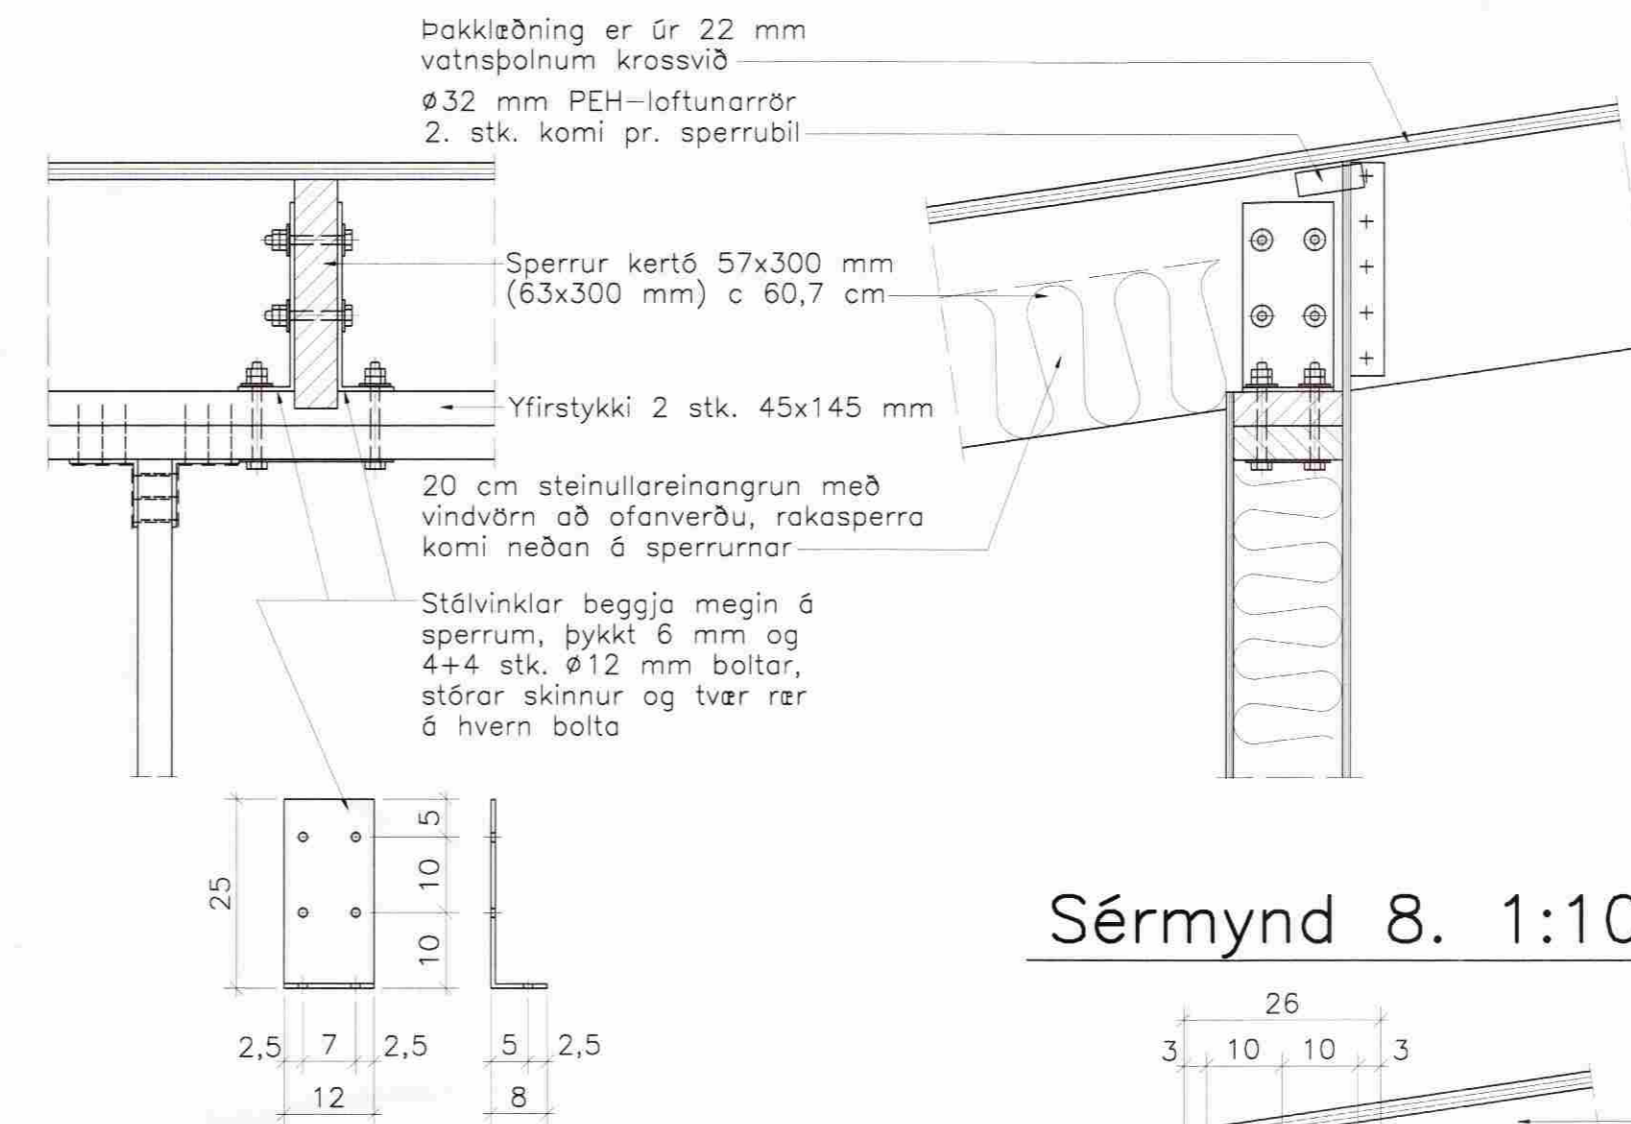 Þakklæðning er úr 22 mm
vatnsþolnum krossvið
ø32 mm PEH-loftunarrör
2. stk. komi pr. sperrubil
Sperrur kertó 57x300 mm
(63x300 mm) c 60,7 cm
Yfirstykki 2 stk. 45x145 mm
20 cm steinullareinangrun með
vindvörn að ofanverðu, rakasperra
komi neðan á sperrurnar
Stálvinklar beggja megin á
sperrum, þykkt 6 mm og
4+4 stk. ø12 mm boltar,
stórar skinnur og tvær rær
á hvern bolta
25
5
10
10
2,5 7 2,5
12
5 2,5
8
Sérmynd 8. 1:10
26
3 10 10 3